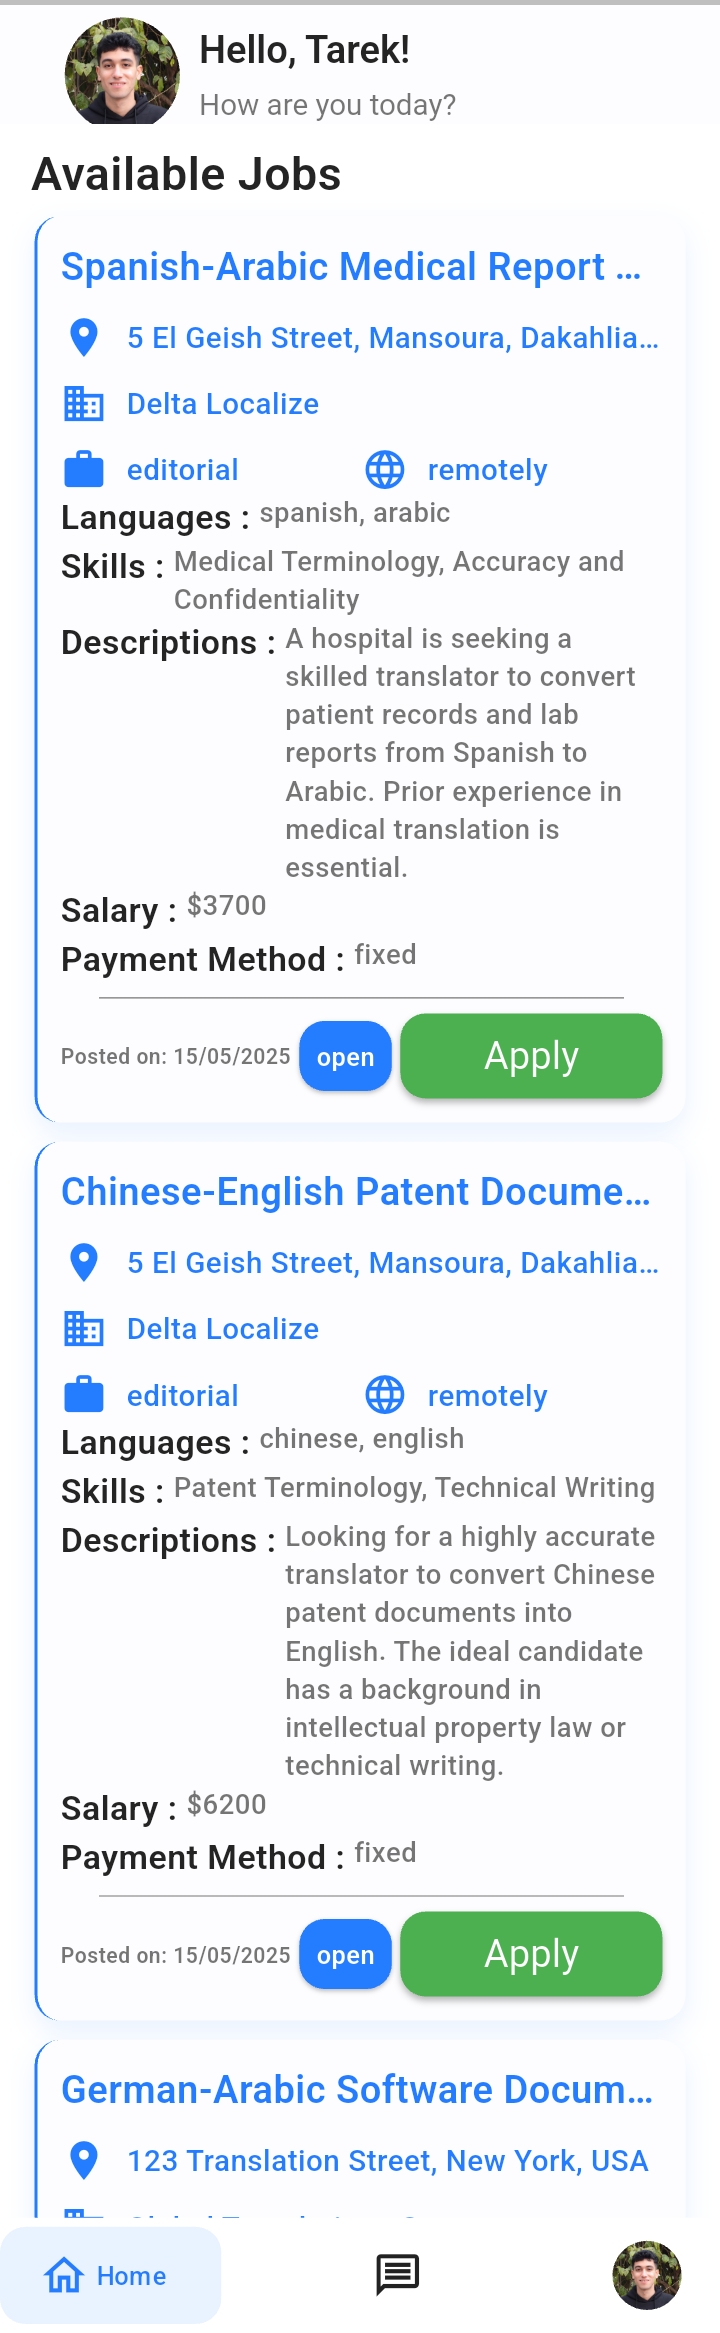 Hello, Tarek!
How are you today?
Available Jobs
Spanish-Arabic Medical Report ...
5 El Geish Street, Mansoura, Dakahlia...
Delta Localize
editorial remotely
Languages : spanish, arabic
Skills : Medical Terminology, Accuracy and
Confidentiality
Descriptions : A hospital is seeking a
skilled translator to convert
patient records and lab
reports from Spanish to
Arabic. Prior experience in
medical translation is
essential.
Salary : $3700
Payment Method : fixed
Posted on: 15/05/2025 open Apply
Chinese-English Patent Docume...
5 El Geish Street, Mansoura, Dakahlia...
Delta Localize
editorial remotely
Languages : chinese, english
Skills : Patent Terminology, Technical Writing
Descriptions : Looking for a highly accurate
translator to convert Chinese
patent documents into
English. The ideal candidate
has a background in
intellectual property law or
technical writing.
Salary : $6200
Payment Method : fixed
Posted on: 15/05/2025 open Apply
German-Arabic Software Docum...
123 Translation Street, New York, USA
Home